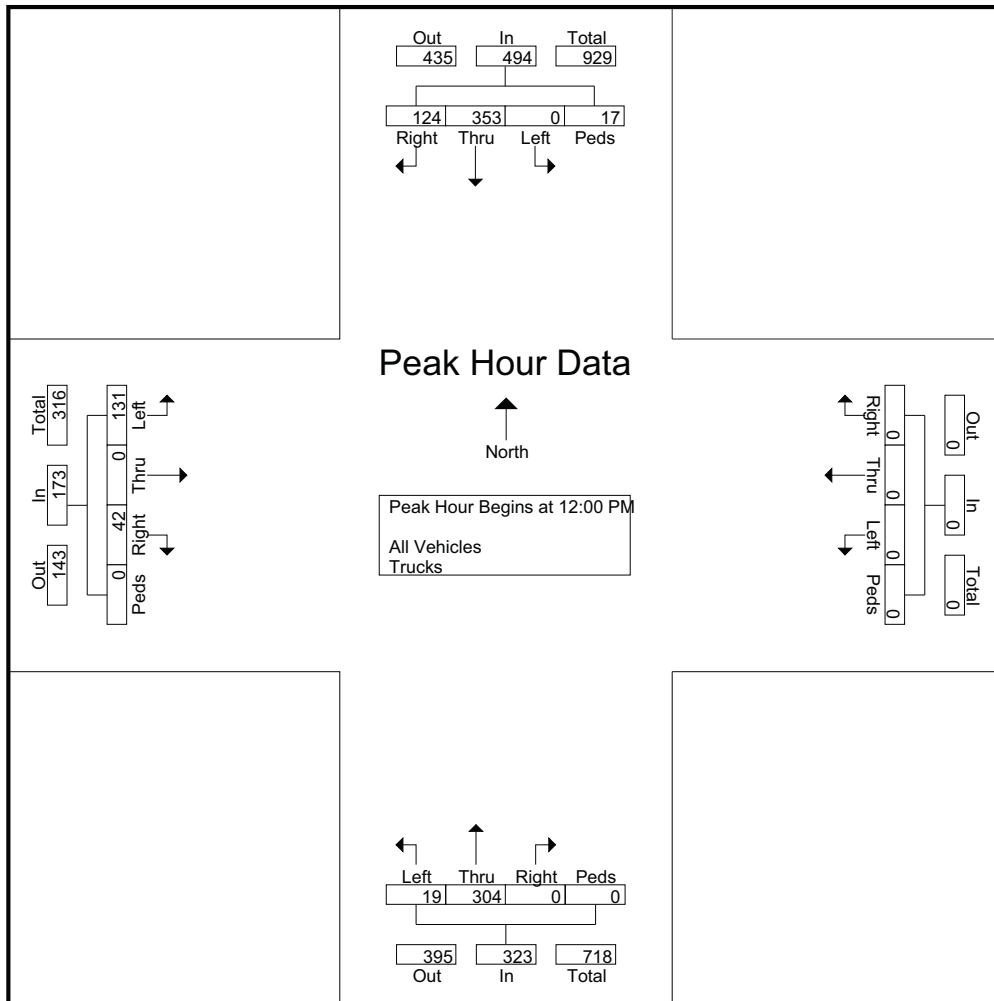 Out In Total
435 494 929
124 353 0 17
Right Thru Left Peds
Peak Hour Data
North
Peak Hour Begins at 12:00 PM
All Vehicles
Trucks
Total In Out
316 173 143
131 0 42 0
Left Thru Right Peds
Out In Total
0 0 0
0 0 0 0
Right Thru Left Peds
Left Thru Right Peds
19 304 0 0
395 323 718
Out In Total